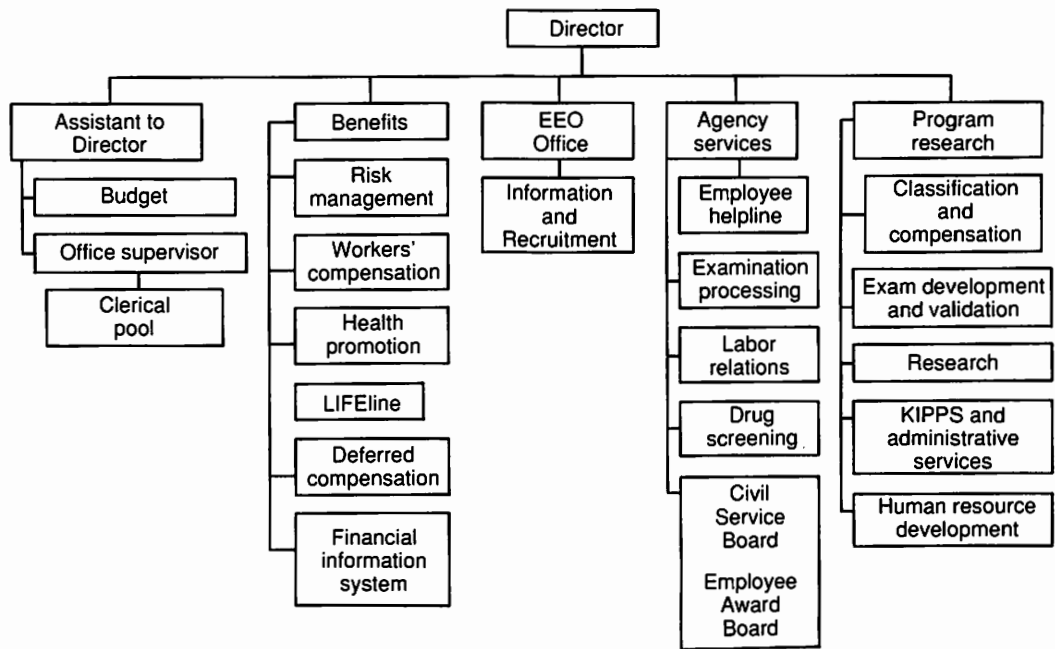 Director
Assistant to
Director
Budget
Office supervisor
Clerical
pool
Benefits
Risk
management
Workers'
compensation
Health
promotion
LIFEline
Deferred
compensation
Financial
information
system
EEO
Office
Information
and
Recruitment
Agency
services
Employee
helpline
Examination
processing
Labor
relations
Drug
screening
Civil
Service
Board
Employee
Award
Board
Program
research
Classification
and
compensation
Exam development
and validation
Research
KIPPS and
administrative
services
Human resource
development